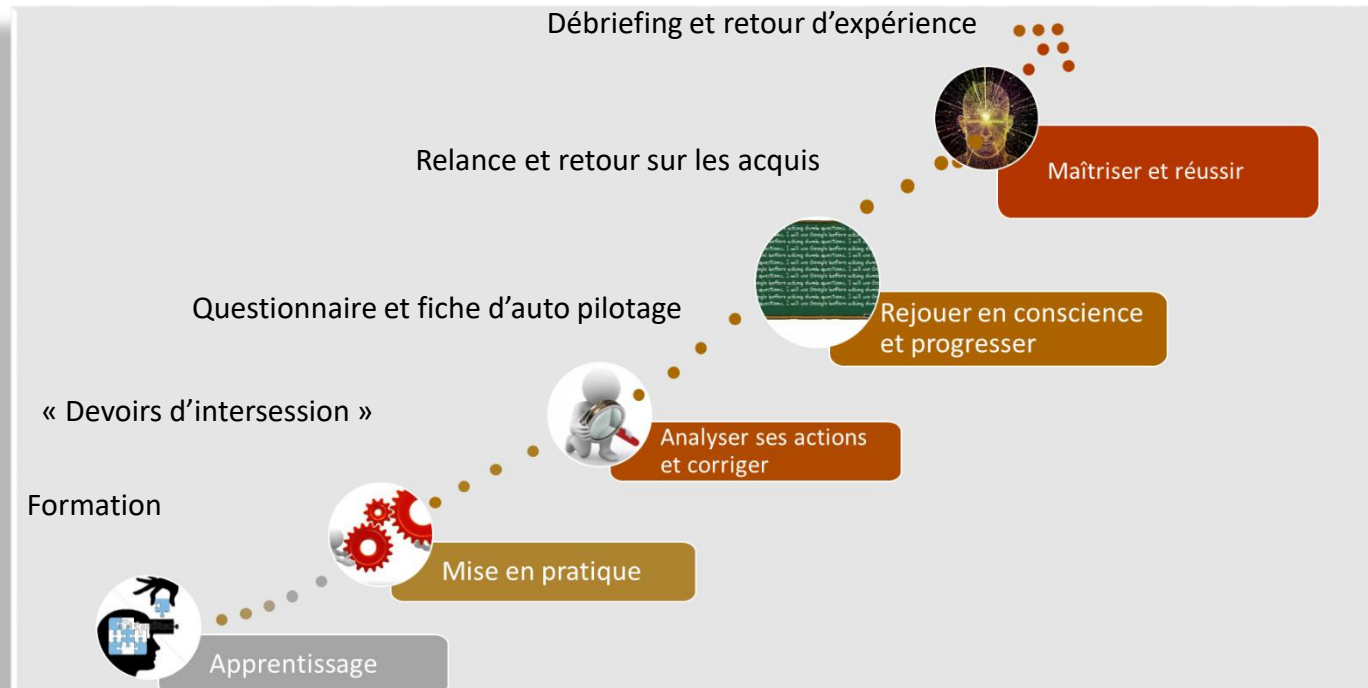 Débriefing et retour d’expérience
Relance et retour sur les acquis
Maîtriser et réussir
Questionnaire et fiche d’auto pilotage
Rejouer en conscience
et progresser
« Devoirs d’intersession »
Analyser ses actions
et corriger
Formation
Mise en pratique
Apprentissage